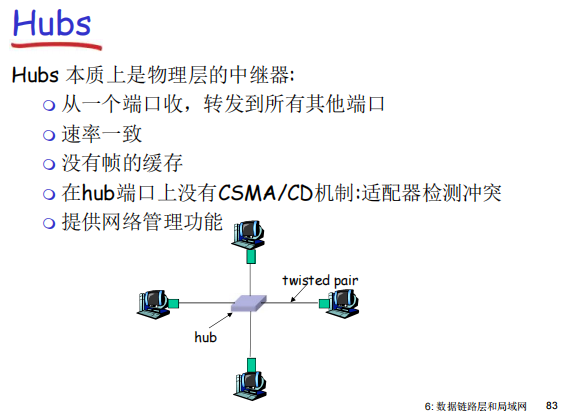 Hubs
Hubs 本质上是物理层的中继器:
从一个端口收，转发到所有其他端口
速率一致
没有帧的缓存
在hub端口上没有CSMA/CD机制:适配器检测冲突
提供网络管理功能
twisted pair
hub
6: 数据链路层和局域网 83